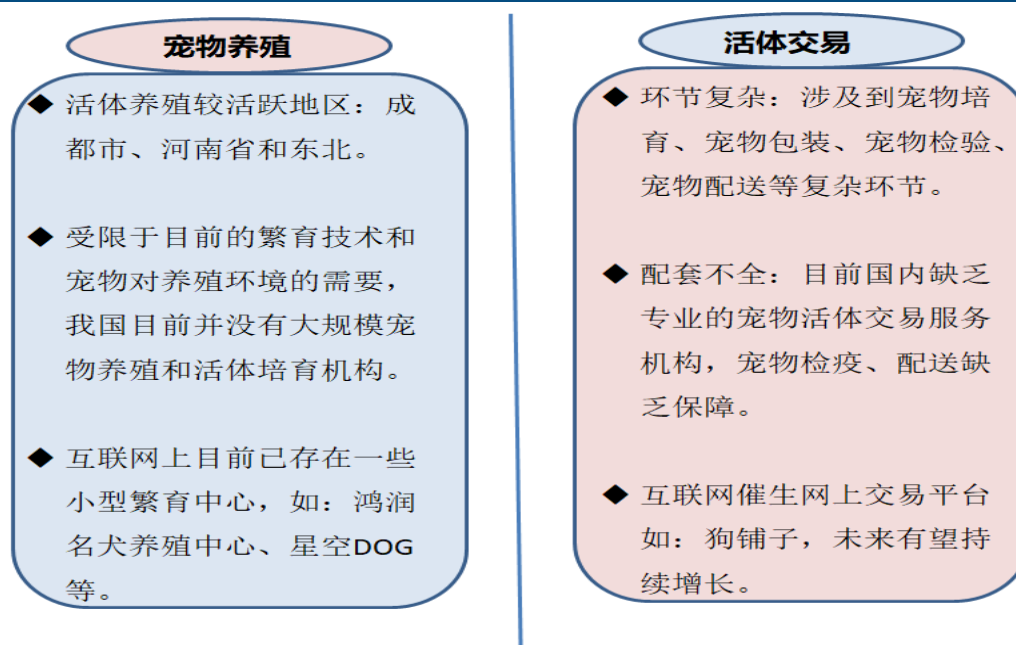 宠物养殖
◆ 活体养殖较活跃地区：成
都市、河南省和东北。
◆ 受限于目前的繁育技术和
宠物对养殖环境的需要，
我国目前并没有大规模宠
物养殖和活体培育机构。
◆ 互联网上目前已存在一些
小型繁育中心，如：鸿润
名犬养殖中心、星空DOG
等。
活体交易
◆ 环节复杂：涉及到宠物培
育、宠物包装、宠物检验、
宠物配送等复杂环节。
◆ 配套不全：目前国内缺乏
专业的宠物活体交易服务
机构，宠物检疫、配送缺
乏保障。
◆ 互联网催生网上交易平台
如：狗铺子，未来有望持
续增长。